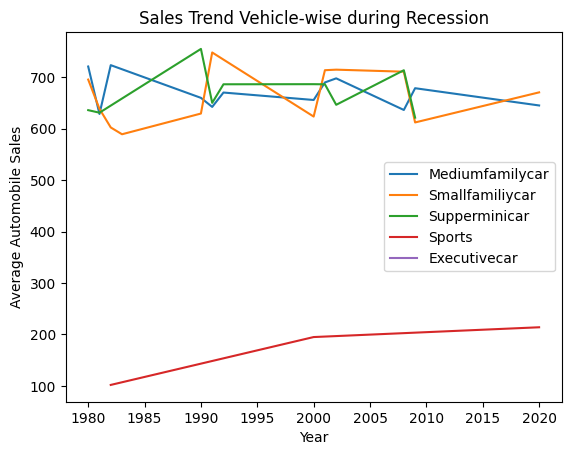 Sales Trend Vehicle-wise during Recession
Average Automobile Sales
700
600
500
400
300
200
100
Mediumfamilycar
Smallfamiliycar
Supperminicar
Sports
Executivecar
1980 1985 1990 1995 2000 2005 2010 2015 2020
Year